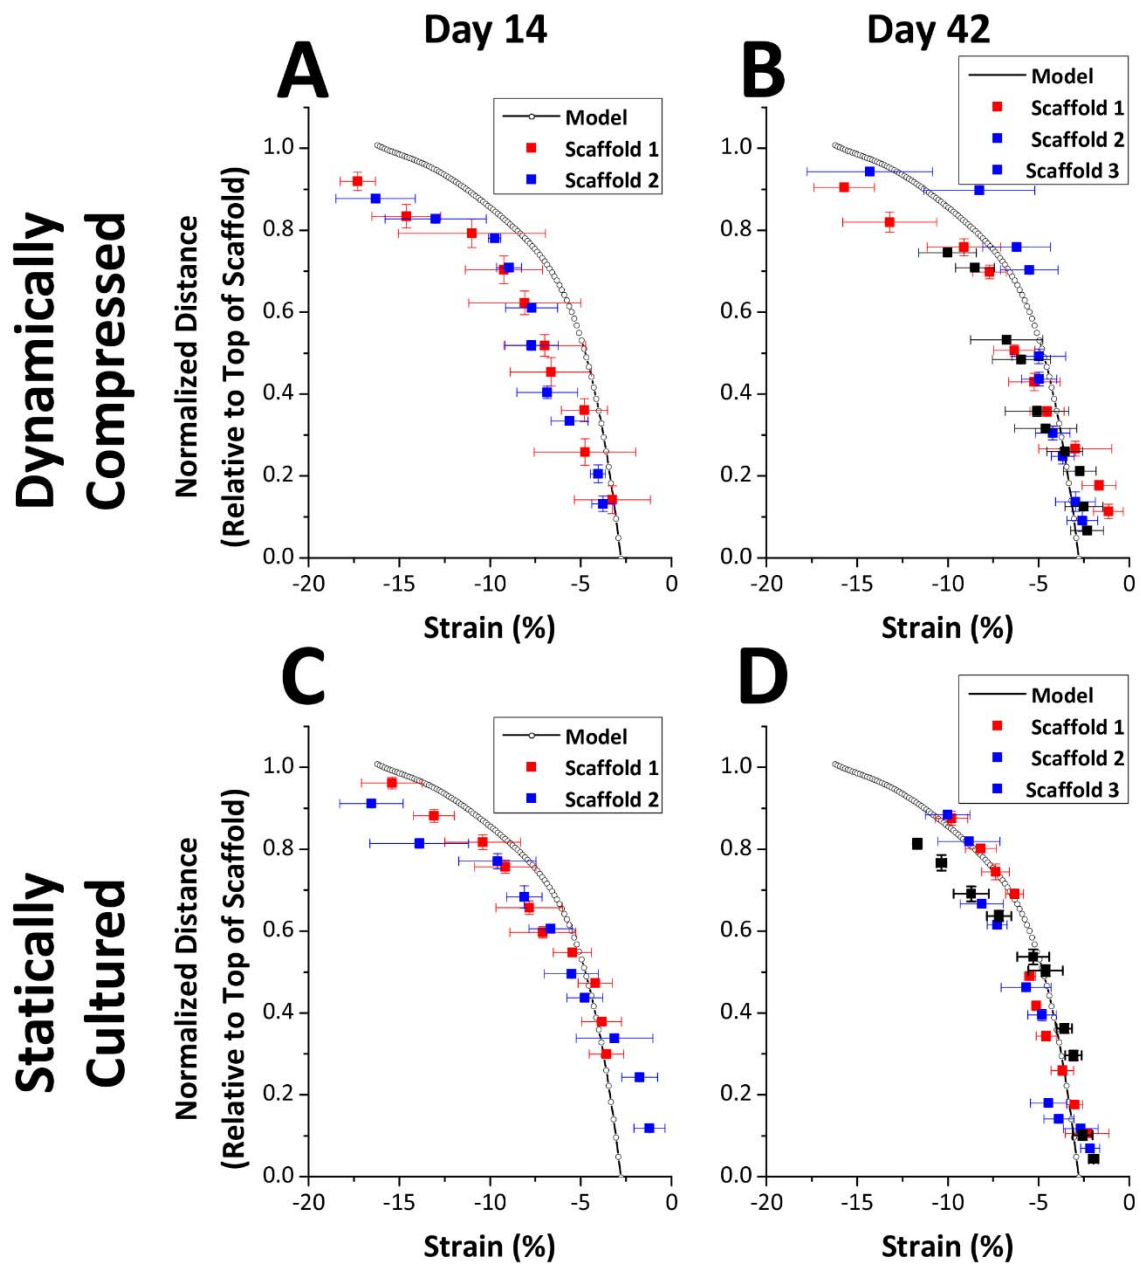 Day 14
Day 42
Dynamically
Compressed
A
Model
Scaffold 1
Scaffold 2
Normalized Distance
(Relative to Top of Scaffold)
1.0
0.8
0.6
0.4
0.2
0.0
-20 -15 -10 -5 0
Strain (%)
B
Model
Scaffold 1
Scaffold 2
Scaffold 3
1.0
0.8
0.6
0.4
0.2
0.0
-20 -15 -10 -5 0
Strain (%)
Statically
Cultured
C
Model
Scaffold 1
Scaffold 2
Normalized Distance
(Relative to Top of Scaffold)
1.0
0.8
0.6
0.4
0.2
0.0
-20 -15 -10 -5 0
Strain (%)
D
Model
Scaffold 1
Scaffold 2
Scaffold 3
1.0
0.8
0.6
0.4
0.2
0.0
-20 -15 -10 -5 0
Strain (%)